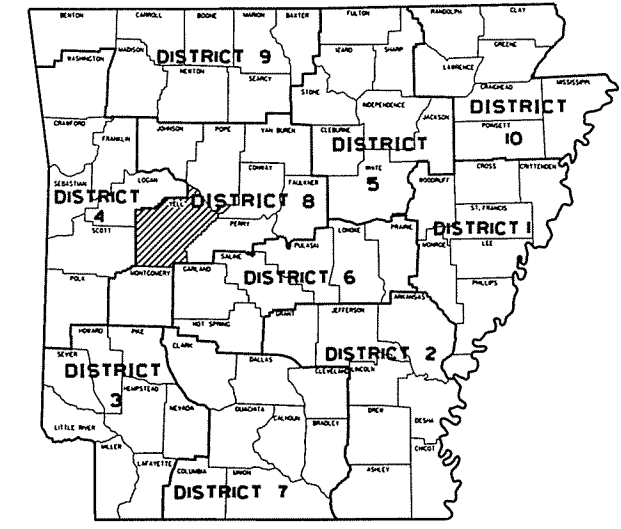 BENTON
CARROLL
BOONE
MARION
BAXTER
FULTON
RANDOLPH
CLAY
WASHINGTON
MADISON
DISTRICT 9
NEWTON
SEARCY
IZARD
SHARP
GREENE
LAWRENCE
STONE
INDEPENDENCE
CRAIGHEAD
MISSISSIPPI
DISTRICT
10
POINSETT
CRAWFORD
FRANKLIN
JOHNSON
POPE
VAN BUREN
CLEBURNE
JACKSON
DISTRICT
5
WHITE
CONWAY
FAULKNER
CROSS
CRITTENDEN
WOODRUFF
SEBASTIAN
LOGAN
DISTRICT
4
SCOTT
YELL
DISTRICT 8
PERRY
ST. FRANCIS
DISTRICT 1
LEE
MONROE
PHILLIPS
PULASKI
LONOKE
PRAIRIE
POLK
MONTGOMERY
GARLAND
SALINE
DISTRICT 6
HOT SPRING
GRANT
JEFFERSON
ARKANSAS
HOWARD
PIKE
CLARK
SEVIER
DISTRICT
3
HEMPSTEAD
NEVADA
DALLAS
CLEVELAND
LINCOLN
DISTRICT 2
LITTLE RIVER
MILLER
LAFAYETTE
COLUMBIA
OUACHITA
CALHOUN
BRADLEY
DREW
DESHA
CHICOT
ASHLEY
UNION
DISTRICT 7